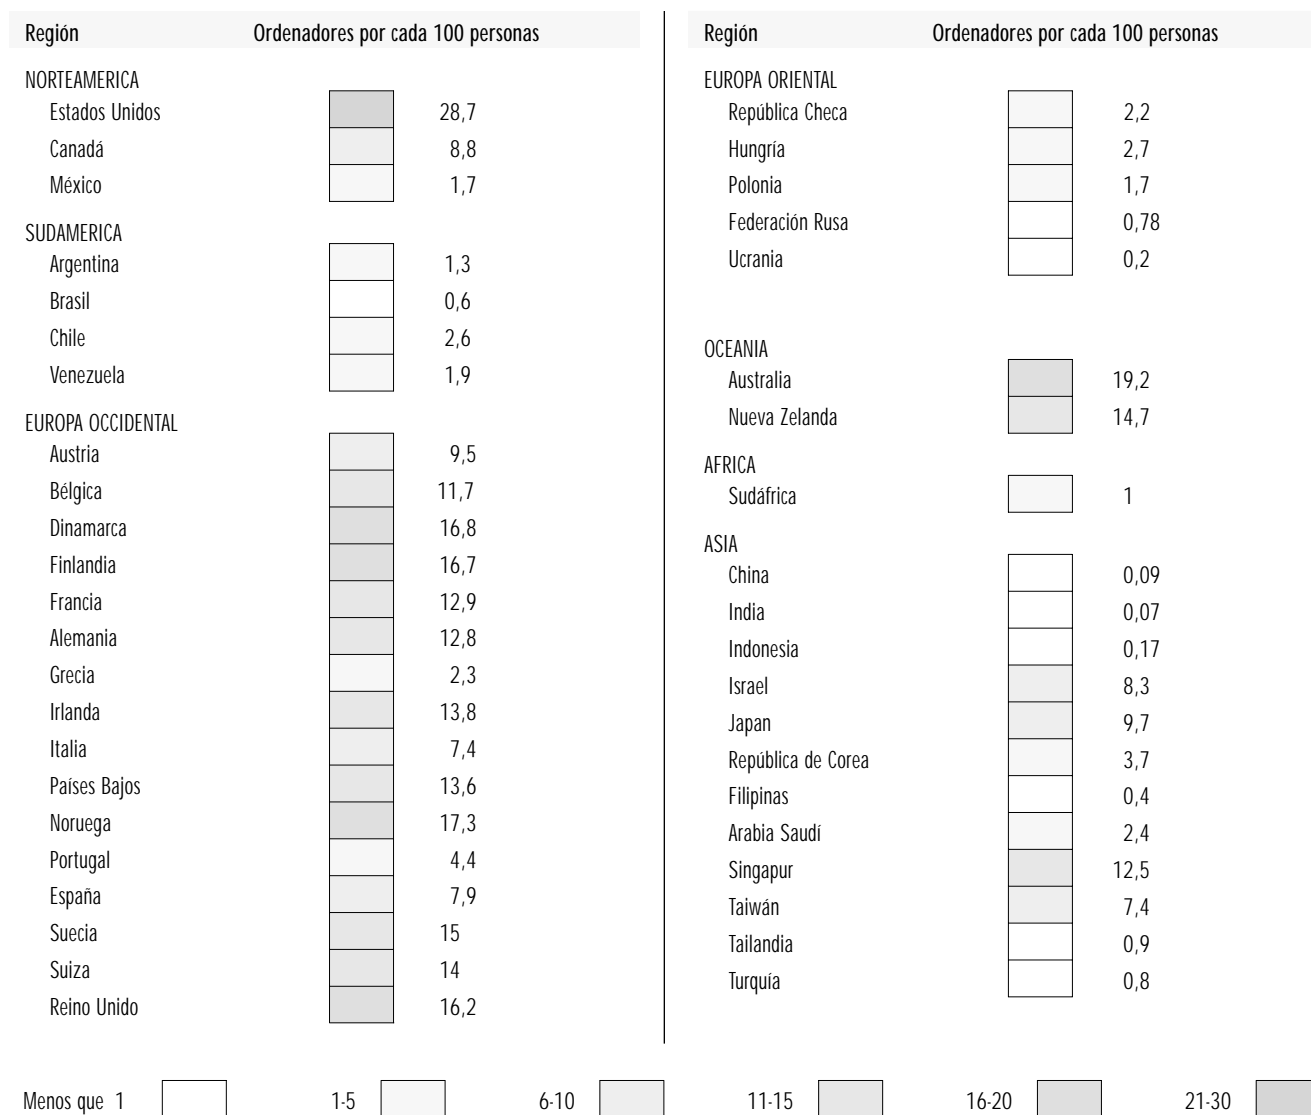 Región Ordenadores por cada 100 personas
NORTEAMERICA
Estados Unidos 28,7
Canadá 8,8
México 1,7
SUDAMERICA
Argentina 1,3
Brasil 0,6
Chile 2,6
Venezuela 1,9
EUROPA OCCIDENTAL
Austria 9,5
Bélgica 11,7
Dinamarca 16,8
Finlandia 16,7
Francia 12,9
Alemania 12,8
Grecia 2,3
Irlanda 13,8
Italia 7,4
Países Bajos 13,6
Noruega 17,3
Portugal 4,4
España 7,9
Suecia 15
Suiza 14
Reino Unido 16,2
Región Ordenadores por cada 100 personas
EUROPA ORIENTAL
República Checa 2,2
Hungría 2,7
Polonia 1,7
Federación Rusa 0,78
Ucrania 0,2
OCEANIA
Australia 19,2
Nueva Zelanda 14,7
AFRICA
Sudáfrica 1
ASIA
China 0,09
India 0,07
Indonesia 0,17
Israel 8,3
Japan 9,7
República de Corea 3,7
Filipinas 0,4
Arabia Saudí 2,4
Singapur 12,5
Taiwán 7,4
Tailandia 0,9
Turquía 0,8
Menos que 1 1-5 6-10 11-15 16-20 21-30